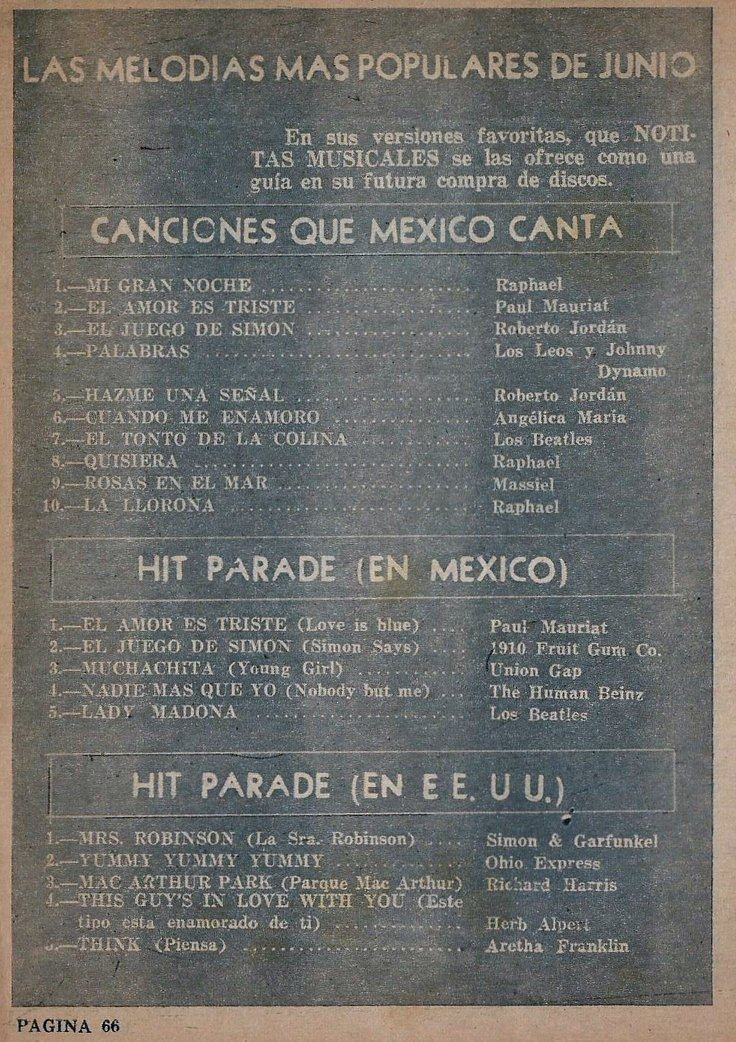 LAS MELODIAS MAS POPULARES DE JUNIO
En sus versiones favoritas, que NOTI-
TAS MUSICALES se las ofrece como una
guía en su futura compra de discos.
CANCIONES QUE MEXICO CANTA
1.—MI GRAN NOCHE ........................ Raphael
2.—EL AMOR ES TRISTE .................... Paul Mauriat
3.—EL JUEGO DE SIMON .................... Roberto Jordán
4.—PALABRAS ............................. Los Leos y Johnny
Dynamo
5.—HAZME UNA SEÑAL ...................... Roberto Jordán
6.—CUANDO ME ENAMORO .................... Angélica María
7.—EL TONTO DE LA COLINA ................ Los Beatles
8.—QUISIERA ............................. Raphael
9.—ROSAS EN EL MAR ...................... Massiel
10.—LA LLORONA .......................... Raphael
HIT PARADE (EN MEXICO)
1.—EL AMOR ES TRISTE (Love is blue) .... Paul Mauriat
2.—EL JUEGO DE SIMON (Simon Says) .... 1910 Fruit Gum Co.
3.—MUCHACHITA (Young Girl) ............ Union Gap
4.—NADIE MAS QUE YO (Nobody but me) ... The Human Beinz
5.—LADY MADONA ........................ Los Beatles
HIT PARADE (EN E E. U U.)
1.—MRS. ROBINSON (La Sra. Robinson) .... Simon & Garfunkel
2.—YUMMY YUMMY YUMMY ............. Ohio Express
3.—MAC ARTHUR PARK (Parque Mac Arthur) Richard Harris
4.—THIS GUY'S IN LOVE WITH YOU (Este
tipo esta enamorado de ti) .............. Herb Alpert
5.—THINK (Piensa) ...................... Aretha Franklin
PAGINA 66